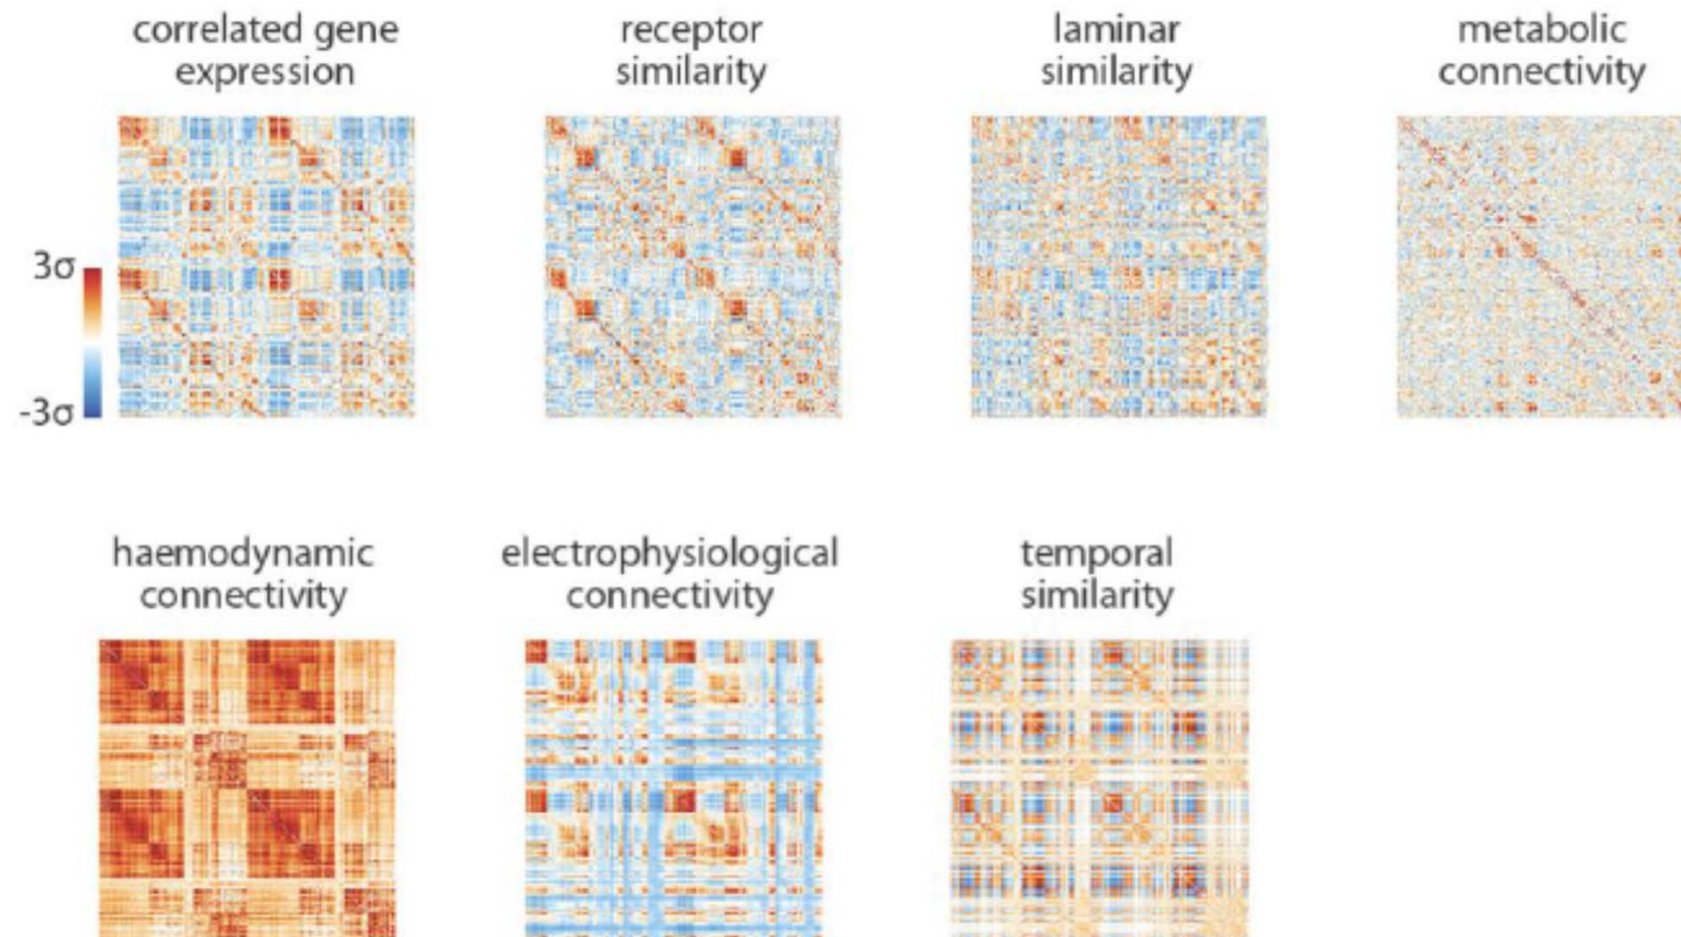 correlated gene
expression
receptor
similarity
laminar
similarity
metabolic
connectivity
3σ
-3σ
haemodynamic
connectivity
electrophysiological
connectivity
temporal
similarity